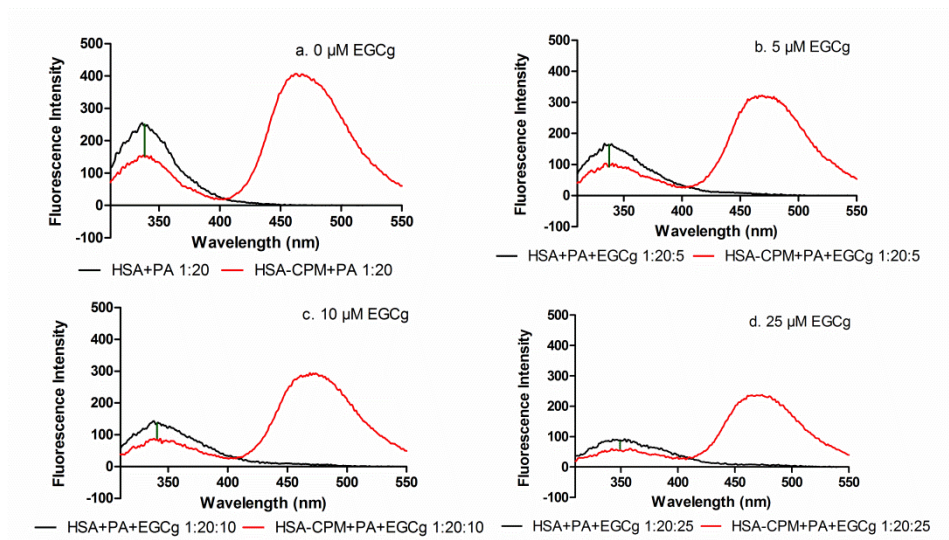 a. 0 µM EGCg
Fluorescence Intensity
500
400
300
200
100
0
-100
350
400
450
500
550
Wavelength (nm)
HSA+PA 1:20
HSA-CPM+PA 1:20
b. 5 µM EGCg
Fluorescence Intensity
500
400
300
200
100
0
-100
350
400
450
500
550
Wavelength (nm)
HSA+PA+EGCg 1:20:5
HSA-CPM+PA+EGCg 1:20:5
c. 10 µM EGCg
Fluorescence Intensity
500
400
300
200
100
0
-100
350
400
450
500
550
Wavelength (nm)
HSA+PA+EGCg 1:20:10
HSA-CPM+PA+EGCg 1:20:10
d. 25 µM EGCg
Fluorescence Intensity
500
400
300
200
100
0
-100
350
400
450
500
550
Wavelength (nm)
HSA+PA+EGCg 1:20:25
HSA-CPM+PA+EGCg 1:20:25